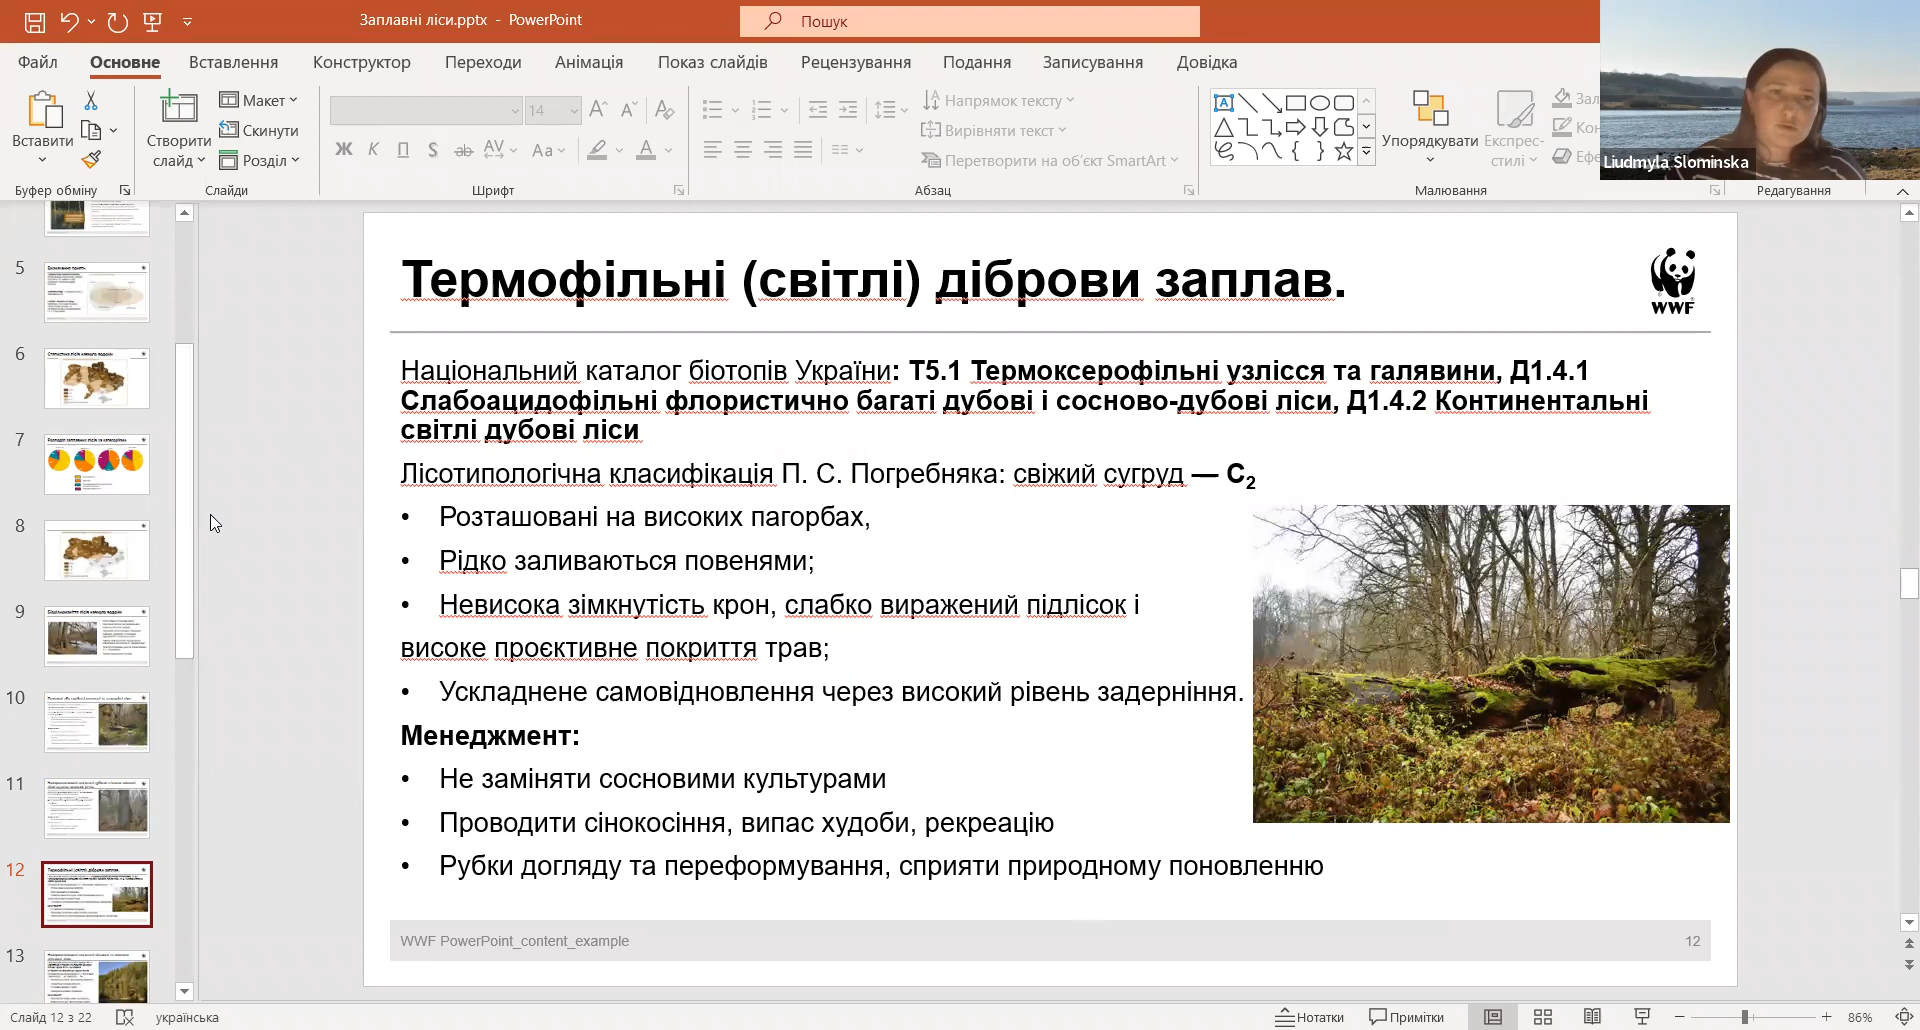 Заплавні ліси.pptx - PowerPoint
Пошук
Файл Основне Вставлення Конструктор Переходи Анімація Показ слайдів Рецензування Подання Записування Довідка
Вставити
Створити слайд
Макет
Скинути
Розділ
14
Ж К П S ab AV Aa A
Напрямок тексту
Вирівняти текст
Перетворити на об'єкт SmartArt
Упорядкувати
Експрес-стилі
Буфер обміну Слайди Шрифт Абзац Малювання Редагування
Liudmyla Slominska
5
6
7
8
9
10
11
12
13
Термофільні (світлі) діброви заплав.
WWF
Національний каталог біотопів України: Т5.1 Термоксерофільні узлісся та галявини, Д1.4.1
Слабоацидофільні флористично багаті дубові і сосново-дубові ліси, Д1.4.2 Континентальні
світлі дубові ліси
Лісотипологічна класифікація П. С. Погребняка: свіжий сугруд — С2
• Розташовані на високих пагорбах,
• Рідко заливаються повенями;
• Невисока зімкнутість крон, слабко виражений підлісок і
високе проєктивне покриття трав;
• Ускладнене самовідновлення через високий рівень задерніння.
Менеджмент:
• Не заміняти сосновими культурами
• Проводити сінокосіння, випас худоби, рекреацію
• Рубки догляду та переформування, сприяти природному поновленню
WWF PowerPoint_content_example 12
Слайд 12 з 22 українська Нотатки Примітки 86%